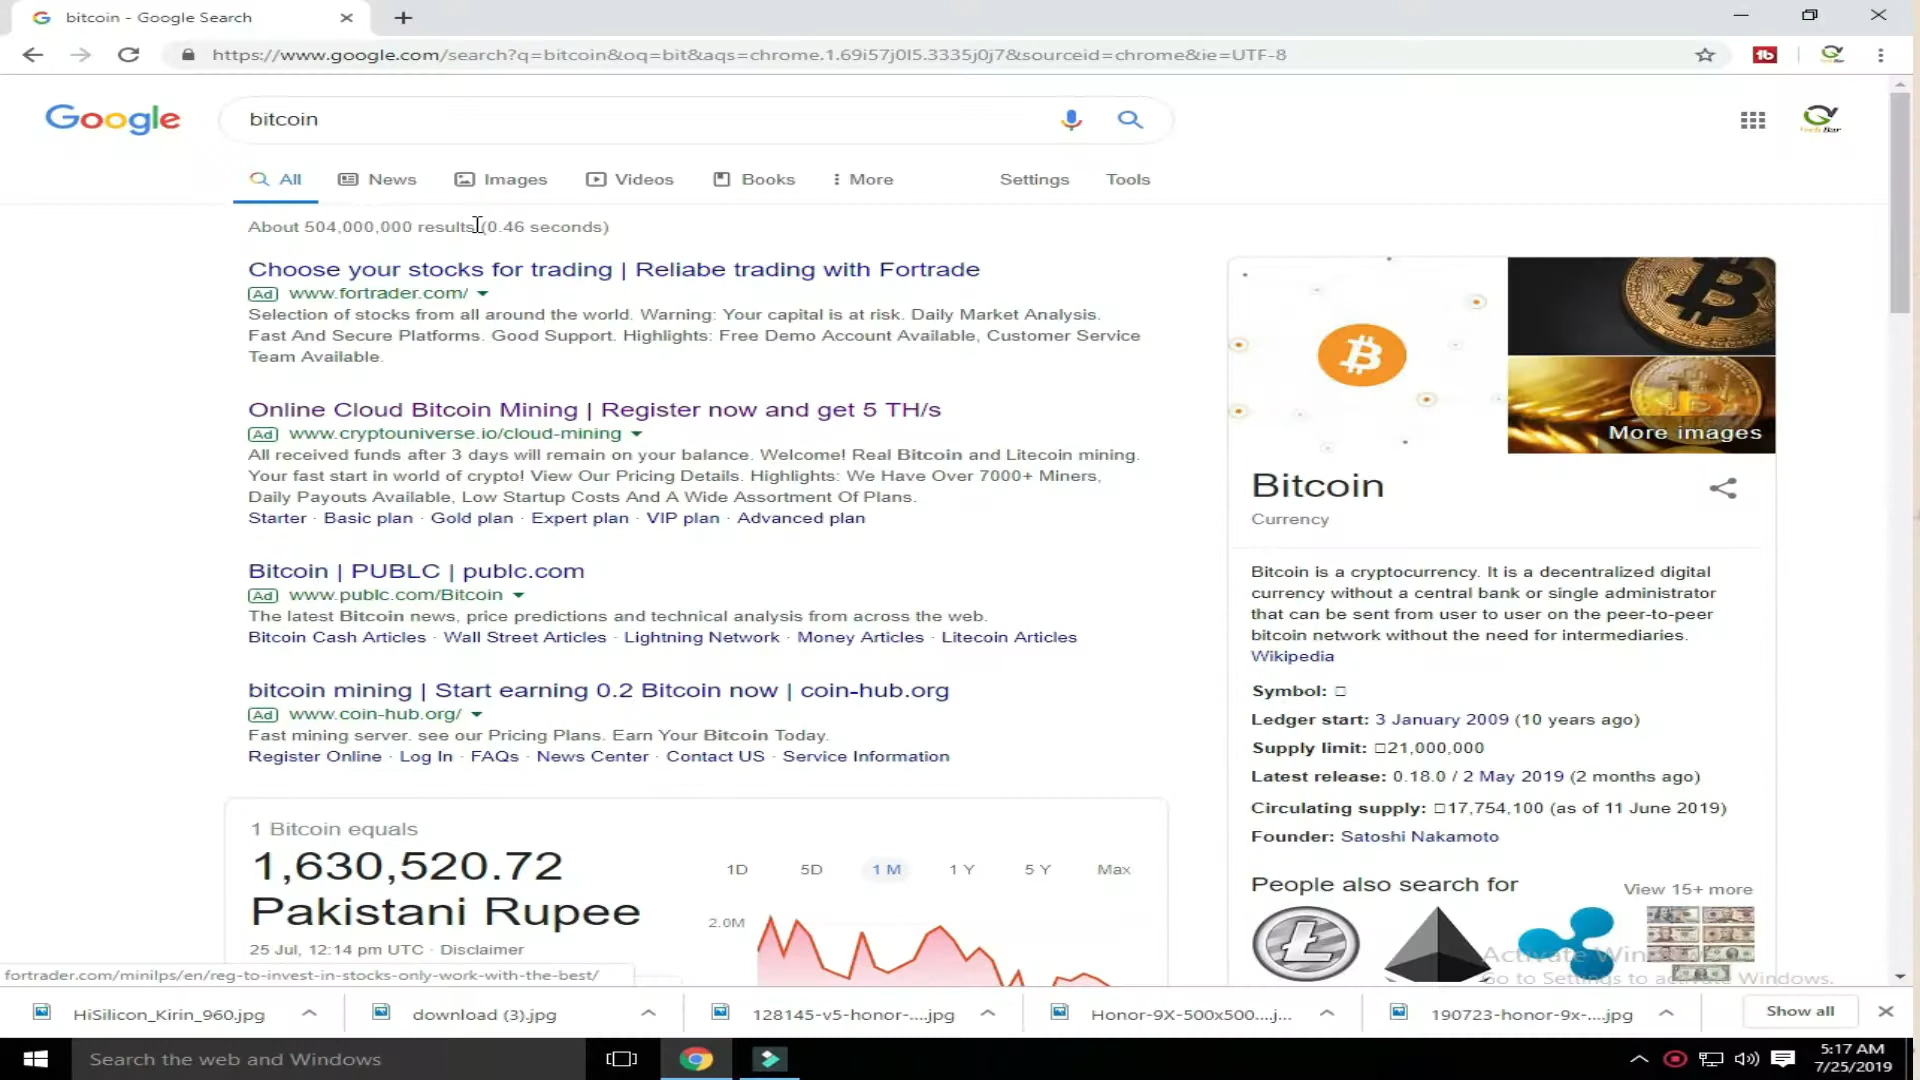 bitcoin - Google Search
https://www.google.com/search?q=bitcoin&oq=bit&aqs=chrome.1.69i57j0l5.3335j0j7&sourceid=chrome&ie=UTF-8
Google
bitcoin
All News Images Videos Books More Settings Tools
About 504,000,000 results (0.46 seconds)
Choose your stocks for trading | Reliabe trading with Fortrade
Ad www.fortrader.com/
Selection of stocks from all around the world. Warning: Your capital is at risk. Daily Market Analysis.
Fast And Secure Platforms. Good Support. Highlights: Free Demo Account Available, Customer Service
Team Available.
Online Cloud Bitcoin Mining | Register now and get 5 TH/s
Ad www.cryptouniverse.io/cloud-mining
All received funds after 3 days will remain on your balance. Welcome! Real Bitcoin and Litecoin mining.
Your fast start in world of crypto! View Our Pricing Details. Highlights: We Have Over 7000+ Miners,
Daily Payouts Available, Low Startup Costs And A Wide Assortment Of Plans.
Starter · Basic plan · Gold plan · Expert plan · VIP plan · Advanced plan
Bitcoin | PUBLC | publc.com
Ad www.publc.com/Bitcoin
The latest Bitcoin news, price predictions and technical analysis from across the web.
Bitcoin Cash Articles · Wall Street Articles · Lightning Network · Money Articles · Litecoin Articles
bitcoin mining | Start earning 0.2 Bitcoin now | coin-hub.org
Ad www.coin-hub.org/
Fast mining server. see our Pricing Plans. Earn Your Bitcoin Today.
Register Online · Log In · FAQs · News Center · Contact US · Service Information
1 Bitcoin equals
1,630,520.72
Pakistani Rupee
25 Jul, 12:14 pm UTC · Disclaimer
1D 5D 1 M 1 Y 5 Y Max
2.0M
More images
Bitcoin
Currency
Bitcoin is a cryptocurrency. It is a decentralized digital
currency without a central bank or single administrator
that can be sent from user to user on the peer-to-peer
bitcoin network without the need for intermediaries.
Wikipedia
Symbol: □
Ledger start: 3 January 2009 (10 years ago)
Supply limit: □21,000,000
Latest release: 0.18.0 / 2 May 2019 (2 months ago)
Circulating supply: □17,754,100 (as of 11 June 2019)
Founder: Satoshi Nakamoto
People also search for View 15+ more
Activate Win
Go to Settings to activate Windows.
fortrader.com/minilps/en/reg-to-invest-in-stocks-only-work-with-the-best/
HiSilicon_Kirin_960.jpg download (3).jpg 128145-v5-honor-....jpg Honor-9X-500x500....j... 190723-honor-9x-....jpg Show all
Search the web and Windows
5:17 AM
7/25/2019